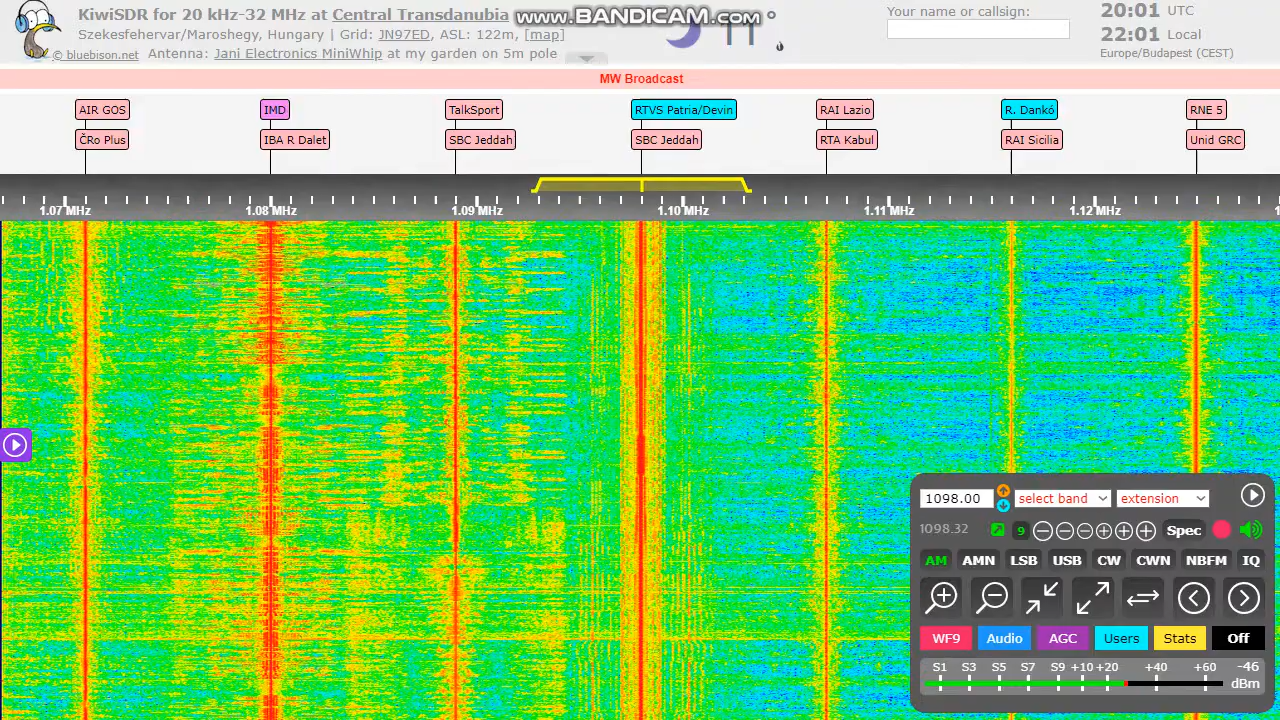 KiwiSDR for 20 kHz-32 MHz at Central Transdanubia
www.BANDICAM.com
Szekesfehervar/Maroshegy, Hungary | Grid: JN97ED, ASL: 122m, [map]
© bluebison.net
Antenna: Jani Electronics MiniWhip at my garden on 5m pole
Your name or callsign:
20:01 UTC
22:01 Local
Europe/Budapest (CEST)
MW Broadcast
AIR GOS IMD TalkSport RTVS Patria/Devin RAI Lazio R. Dankó RNE 5
ČRo Plus IBA R Dalet SBC Jeddah SBC Jeddah RTA Kabul RAI Sicilia Unid GRC
1.07 MHz 1.08 MHz 1.09 MHz 1.10 MHz 1.11 MHz 1.12 MHz 1
1098.00 select band extension
1098.32 9 Spec
AM AMN LSB USB CW CWN NBFM IQ
WF9 Audio AGC Users Stats Off
S1 S3 S5 S7 S9 +10 +20 +40 +60 -46
dBm